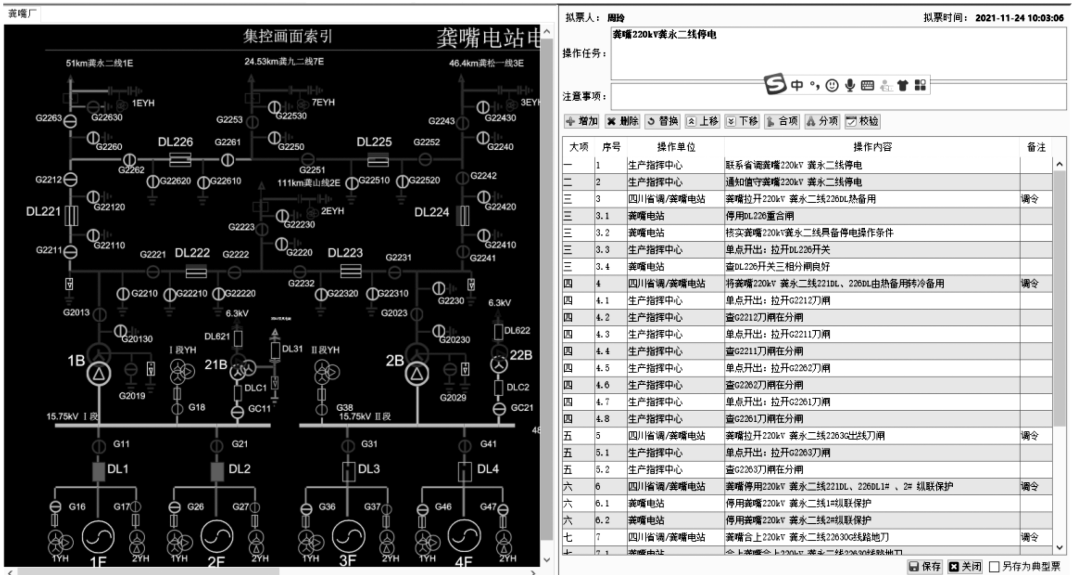 龚嘴厂
集控画面索引
龚嘴电站电
51km龚永二线1E
24.53km龚九二线7E
46.4km龚松一线3E
1EYH
7EYH
3EYH
G2263
G22630
G2253
G22530
G2243
G22430
G2260
DL226
G2261
G2250
DL225
G2252
G2240
G2262
G2251
G2212
G22620
G22610
111km龚山线2E
G22510
G22520
G2242
G22120
2EYH
G22420
DL221
G22230
DL224
G2223
G22110
G2220
G22410
G2211
G2221
DL222
G2222
DL223
G2231
G2241
G2232
G2210
G22210
G22220
G22320
G22310
G2230
G2013
6.3kV
G2023
6.3kV
G20130
DL621
G20230
DL622
1B
I段YH
21B
DL31
II段YH
2B
22B
G2019
DLC1
G2029
DLC2
G18
GC11
G38
GC21
15.75kV I段
15.75kV II段
G11
G21
G31
G41
DL1
DL2
DL3
DL4
G16
G17
G26
G27
G36
G37
G46
G47
1YH
2YH
1YH
2YH
1YH
2YH
1YH
2YH
1F
2F
3F
4F
拟票人： 周玲
拟票时间： 2021-11-24 10:03:06
操作任务：
龚嘴220kV龚永二线停电
中
注意事项：
增加 删除 替换 上移 下移 合项 分项 校验
大项 序号 操作单位 操作内容 备注
一 1 生产指挥中心 联系省调龚嘴220kV 龚永二线停电
二 2 生产指挥中心 通知值守龚嘴220kV 龚永二线停电
三 3 四川省调/龚嘴电站 龚嘴拉开220kV 龚永二线226DL热备用 调令
三 3.1 龚嘴电站 停用DL226重合闸
三 3.2 龚嘴电站 核实龚嘴220kV龚永二线具备停电操作条件
三 3.3 生产指挥中心 单点开出：拉开DL226开关
三 3.4 龚嘴电站 查DL226开关三相分闸良好
四 4 四川省调/龚嘴电站 将龚嘴220kV 龚永二线221DL、226DL由热备用转冷备用 调令
四 4.1 生产指挥中心 单点开出：拉开G2212刀闸
四 4.2 生产指挥中心 查G2212刀闸在分闸
四 4.3 生产指挥中心 单点开出：拉开G2211刀闸
四 4.4 生产指挥中心 查G2211刀闸在分闸
四 4.5 生产指挥中心 单点开出：拉开G2262刀闸
四 4.6 生产指挥中心 查G2262刀闸在分闸
四 4.7 生产指挥中心 单点开出：拉开G2261刀闸
四 4.8 生产指挥中心 查G2261刀闸在分闸
五 5 四川省调/龚嘴电站 龚嘴拉开220kV 龚永二线2263G出线刀闸 调令
五 5.1 生产指挥中心 单点开出：拉开G2263刀闸
五 5.2 生产指挥中心 查G2263刀闸在分闸
六 6 四川省调/龚嘴电站 龚嘴停用220kV 龚永二线221DL、226DL1# 、2# 纵联保护 调令
六 6.1 龚嘴电站 停用龚嘴220kV 龚永二线1#纵联保护
六 6.2 龚嘴电站 停用龚嘴220kV 龚永二线2#纵联保护
七 7 四川省调/龚嘴电站 龚嘴合上220kV 龚永二线22630G线路地刀 调令
七 7.1 龚嘴电站 合上龚嘴合上220kV 龚永二线22630G线路地刀
保存 关闭 另存为典型票